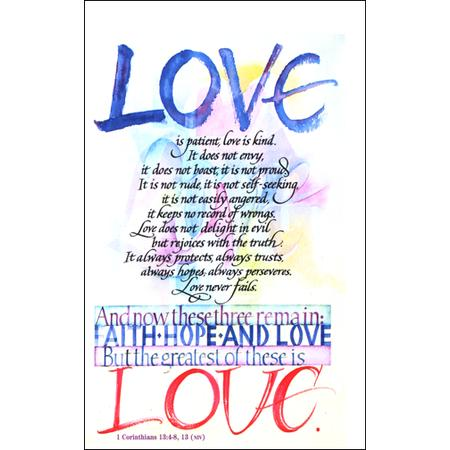 LOVE
is patient, love is kind.
It does not envy,
it does not boast, it is not proud.
It is not rude, it is not self-seeking,
it is not easily angered,
it keeps no record of wrongs.
Love does not delight in evil
but rejoices with the truth.
It always protects, always trusts,
always hopes, always perseveres.
Love never fails.
And now these three remain:
FAITH·HOPE·AND LOVE
But the greatest of these is
LOVE.
1 Corinthians 13:4-8, 13 (NIV)